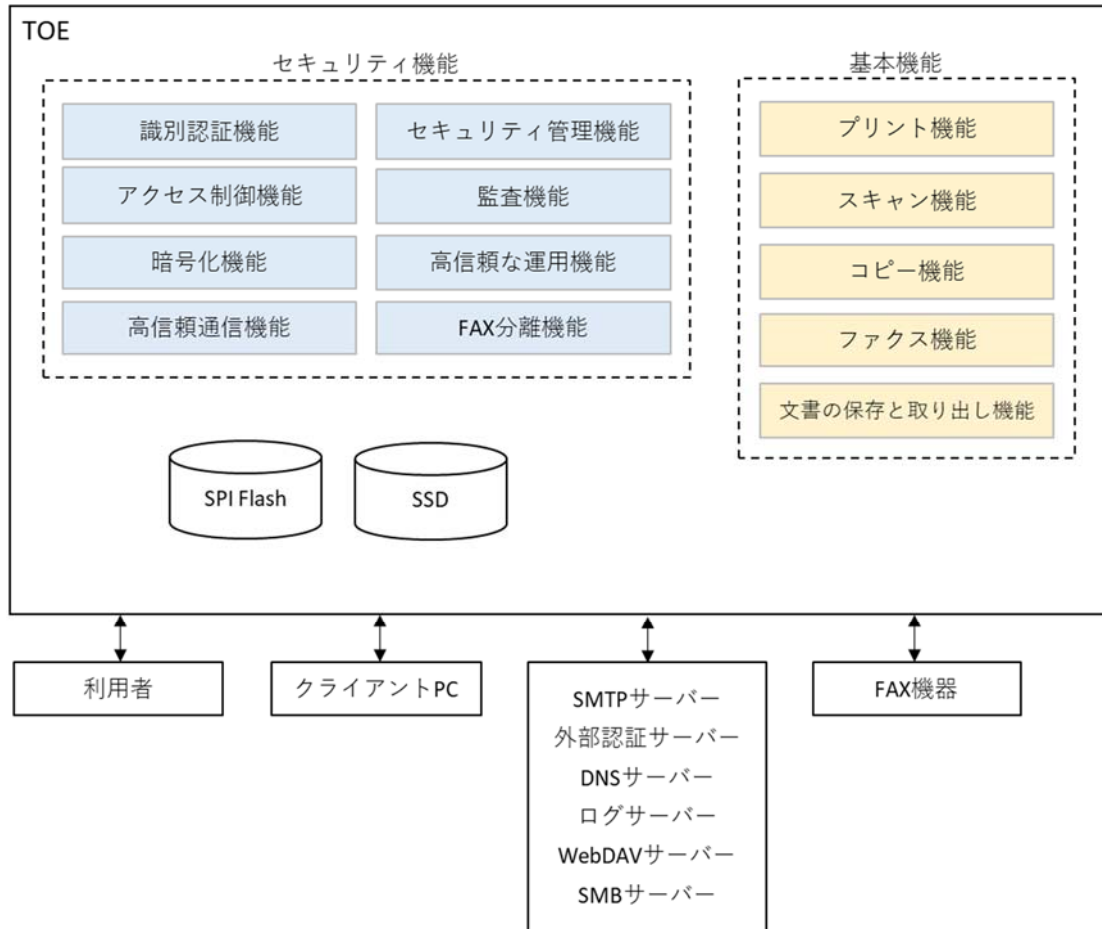 TOE
セキュリティ機能
識別認証機能
セキュリティ管理機能
アクセス制御機能
監査機能
暗号化機能
高信頼な運用機能
高信頼通信機能
FAX分離機能
基本機能
プリント機能
スキャン機能
コピー機能
ファクス機能
文書の保存と取り出し機能
SPI Flash
SSD
利用者
クライアントPC
SMTPサーバー
外部認証サーバー
DNSサーバー
ログサーバー
WebDAVサーバー
SMBサーバー
FAX機器